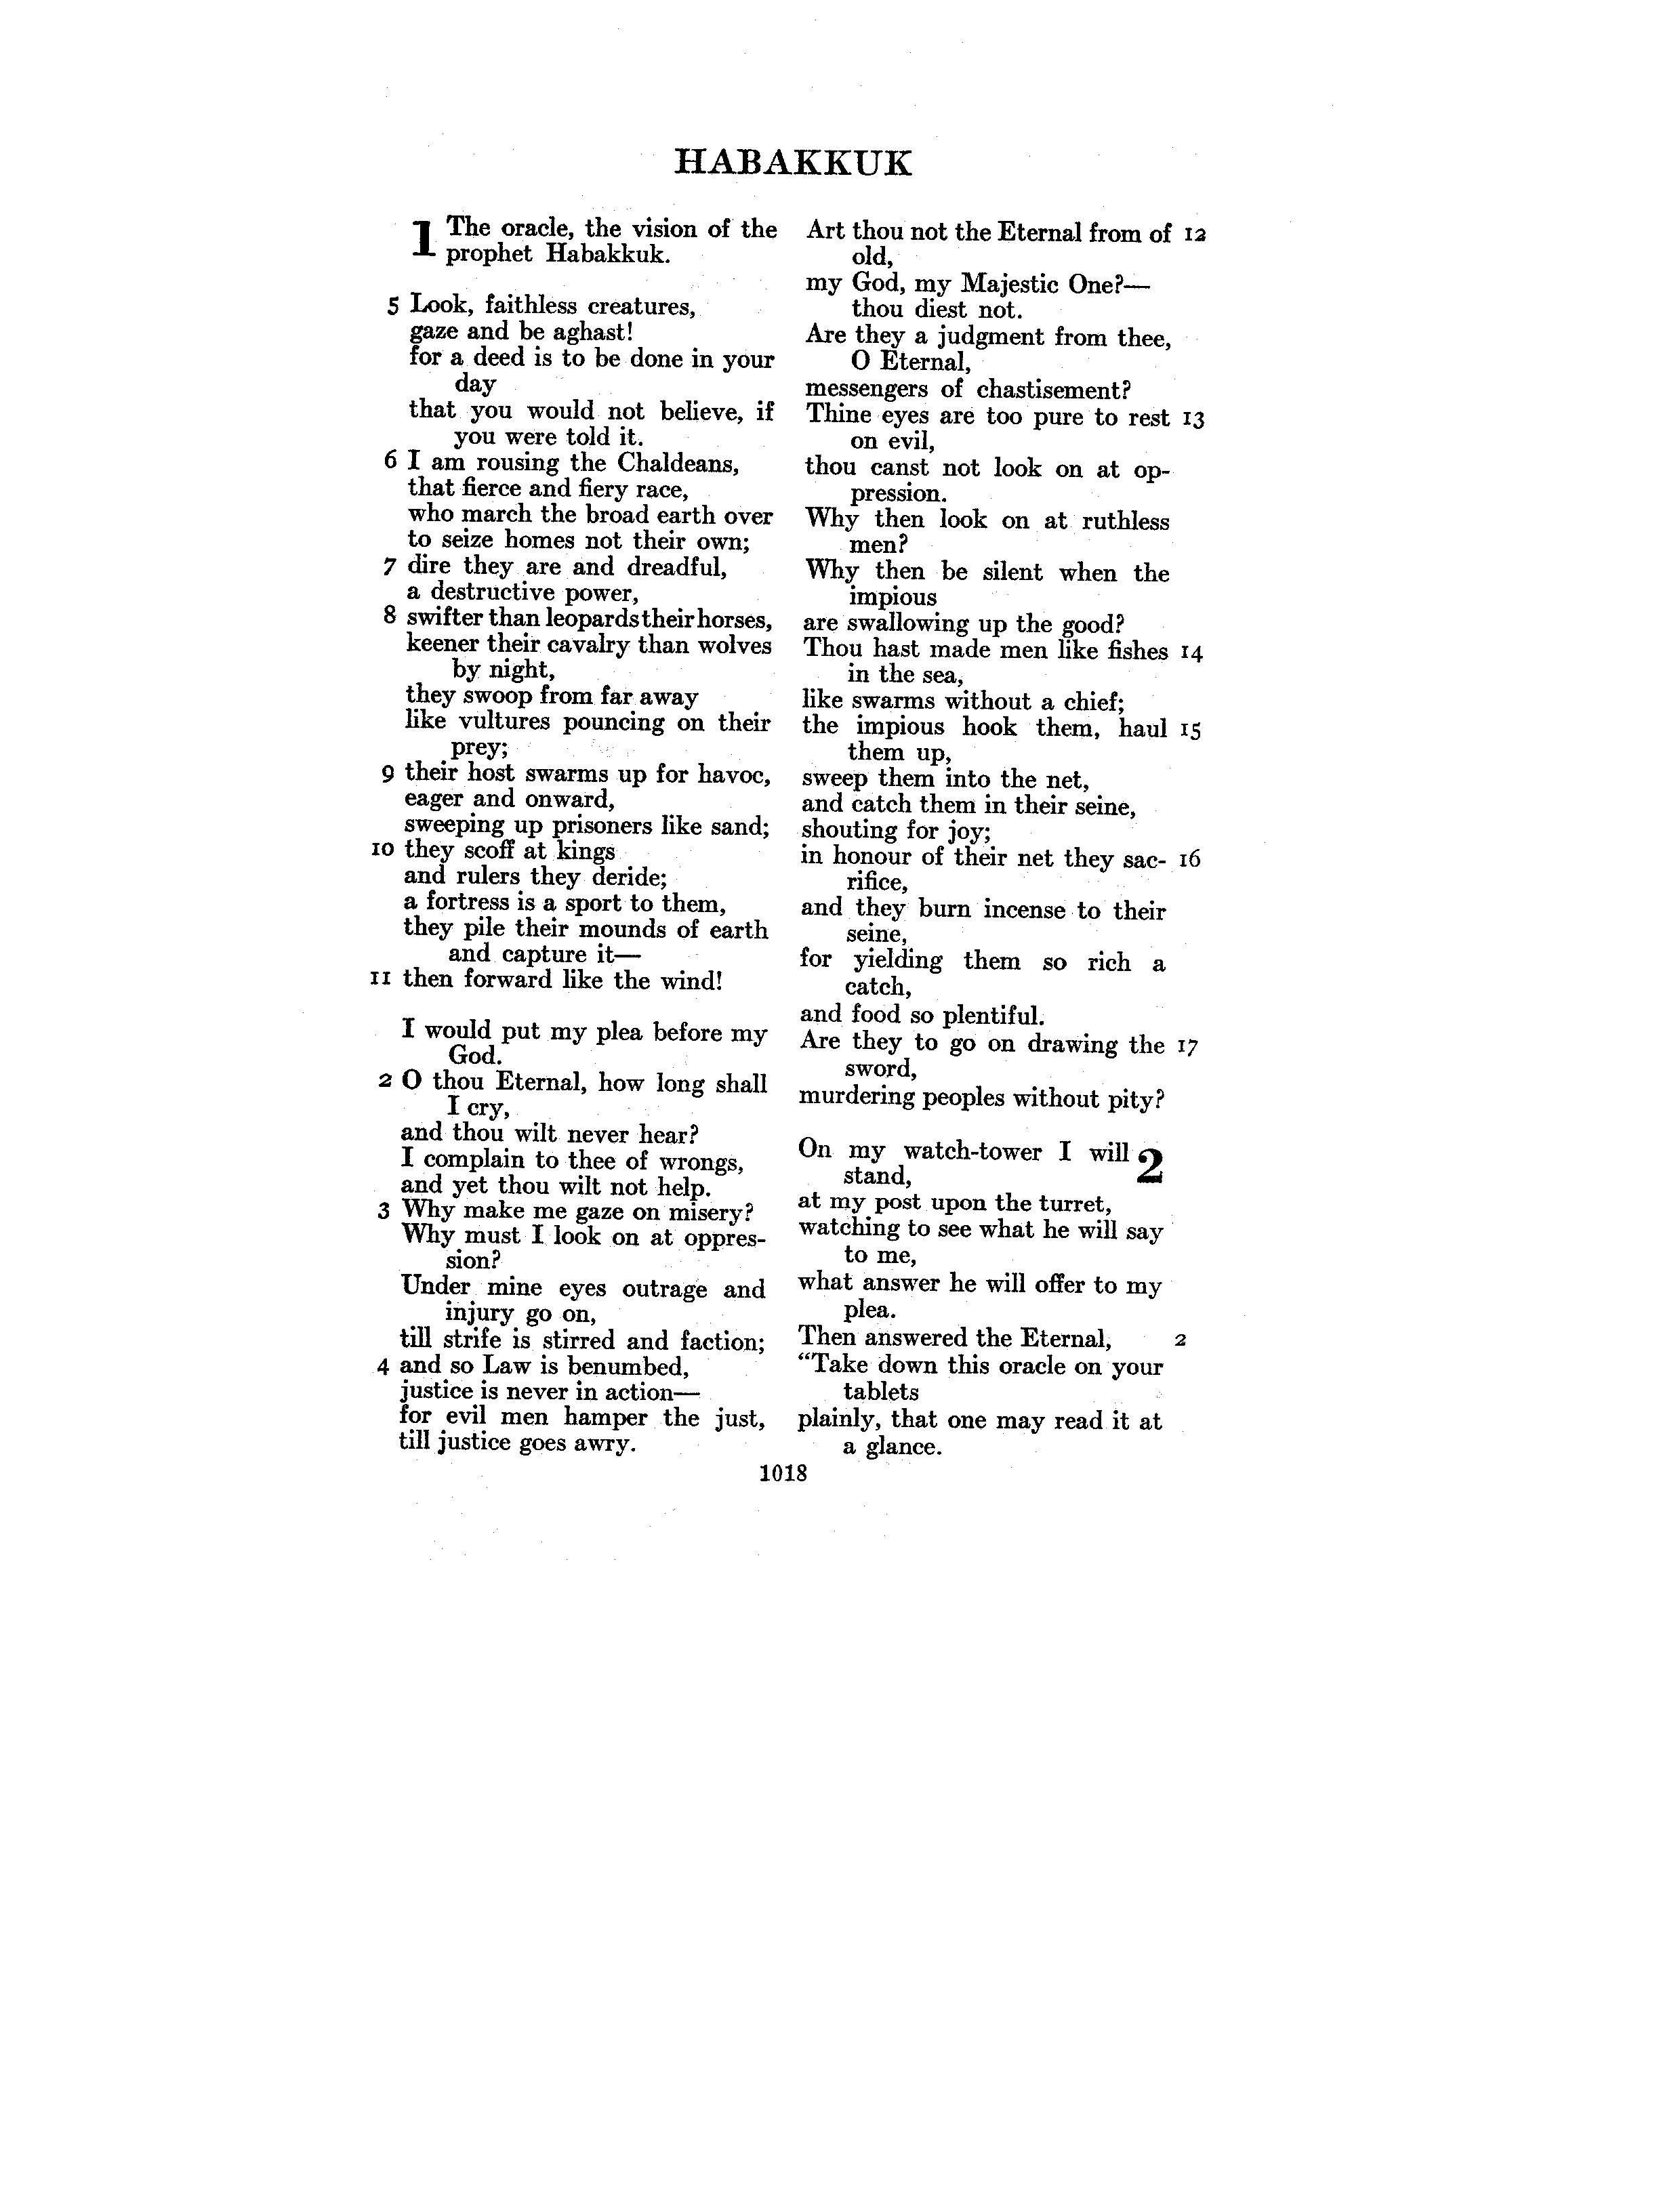 HABAKKUK
1 The oracle, the vision of the
prophet Habakkuk.
5 Look, faithless creatures,
gaze and be aghast!
for a deed is to be done in your
day
that you would not believe, if
you were told it.
6 I am rousing the Chaldeans,
that fierce and fiery race,
who march the broad earth over
to seize homes not their own;
7 dire they are and dreadful,
a destructive power,
8 swifter than leopards their horses,
keener their cavalry than wolves
by night,
they swoop from far away
like vultures pouncing on their
prey;
9 their host swarms up for havoc,
eager and onward,
sweeping up prisoners like sand;
10 they scoff at kings
and rulers they deride;
a fortress is a sport to them,
they pile their mounds of earth
and capture it—
11 then forward like the wind!
I would put my plea before my
God.
2 O thou Eternal, how long shall
I cry,
and thou wilt never hear?
I complain to thee of wrongs,
and yet thou wilt not help.
3 Why make me gaze on misery?
Why must I look on at oppres-
sion?
Under mine eyes outrage and
injury go on,
till strife is stirred and faction;
4 and so Law is benumbed,
justice is never in action—
for evil men hamper the just,
till justice goes awry.
Art thou not the Eternal from of 12
old,
my God, my Majestic One?—
thou diest not.
Are they a judgment from thee,
O Eternal,
messengers of chastisement?
Thine eyes are too pure to rest 13
on evil,
thou canst not look on at op-
pression.
Why then look on at ruthless
men?
Why then be silent when the
impious
are swallowing up the good?
Thou hast made men like fishes 14
in the sea,
like swarms without a chief;
the impious hook them, haul 15
them up,
sweep them into the net,
and catch them in their seine,
shouting for joy;
in honour of their net they sac- 16
rifice,
and they burn incense to their
seine,
for yielding them so rich a
catch,
and food so plentiful.
Are they to go on drawing the 17
sword,
murdering peoples without pity?
On my watch-tower I will 2
stand,
at my post upon the turret,
watching to see what he will say
to me,
what answer he will offer to my
plea.
Then answered the Eternal, 2
“Take down this oracle on your
tablets
plainly, that one may read it at
a glance.
1018